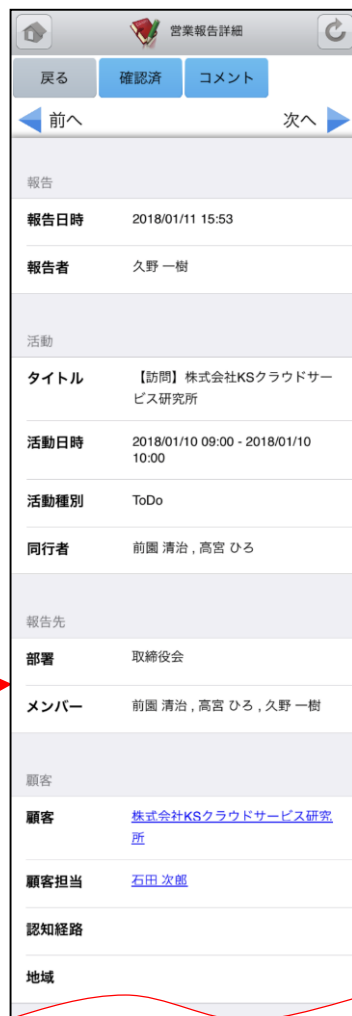 営業報告詳細
戻る 確認済 コメント
前へ 次へ
報告
報告日時 2018/01/11 15:53
報告者 久野 一樹
活動
タイトル 【訪問】株式会社KSクラウドサー
ビス研究所
活動日時 2018/01/10 09:00 - 2018/01/10
10:00
活動種別 ToDo
同行者 前園 清治 , 高宮 ひろ
報告先
部署 取締役会
メンバー 前園 清治 , 高宮 ひろ , 久野 一樹
顧客
顧客 株式会社KSクラウドサービス研究
所
顧客担当 石田 次郎
認知経路
地域